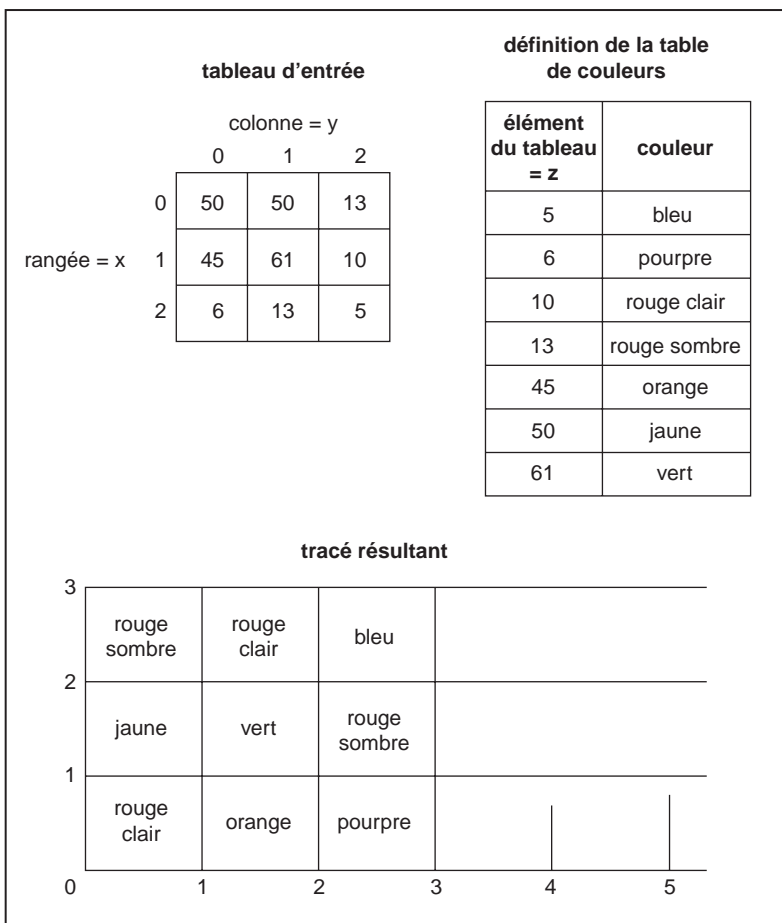 tableau d'entrée
colonne = y
0 1 2
0 50 50 13
rangée = x 1 45 61 10
2 6 13 5
définition de la table
de couleurs
élément
du tableau
= z
couleur
5 bleu
6 pourpre
10 rouge clair
13 rouge sombre
45 orange
50 jaune
61 vert
tracé résultant
3
rouge
sombre
rouge
clair
bleu
2
jaune
vert
rouge
sombre
1
rouge
clair
orange
pourpre
0 1 2 3 4 5